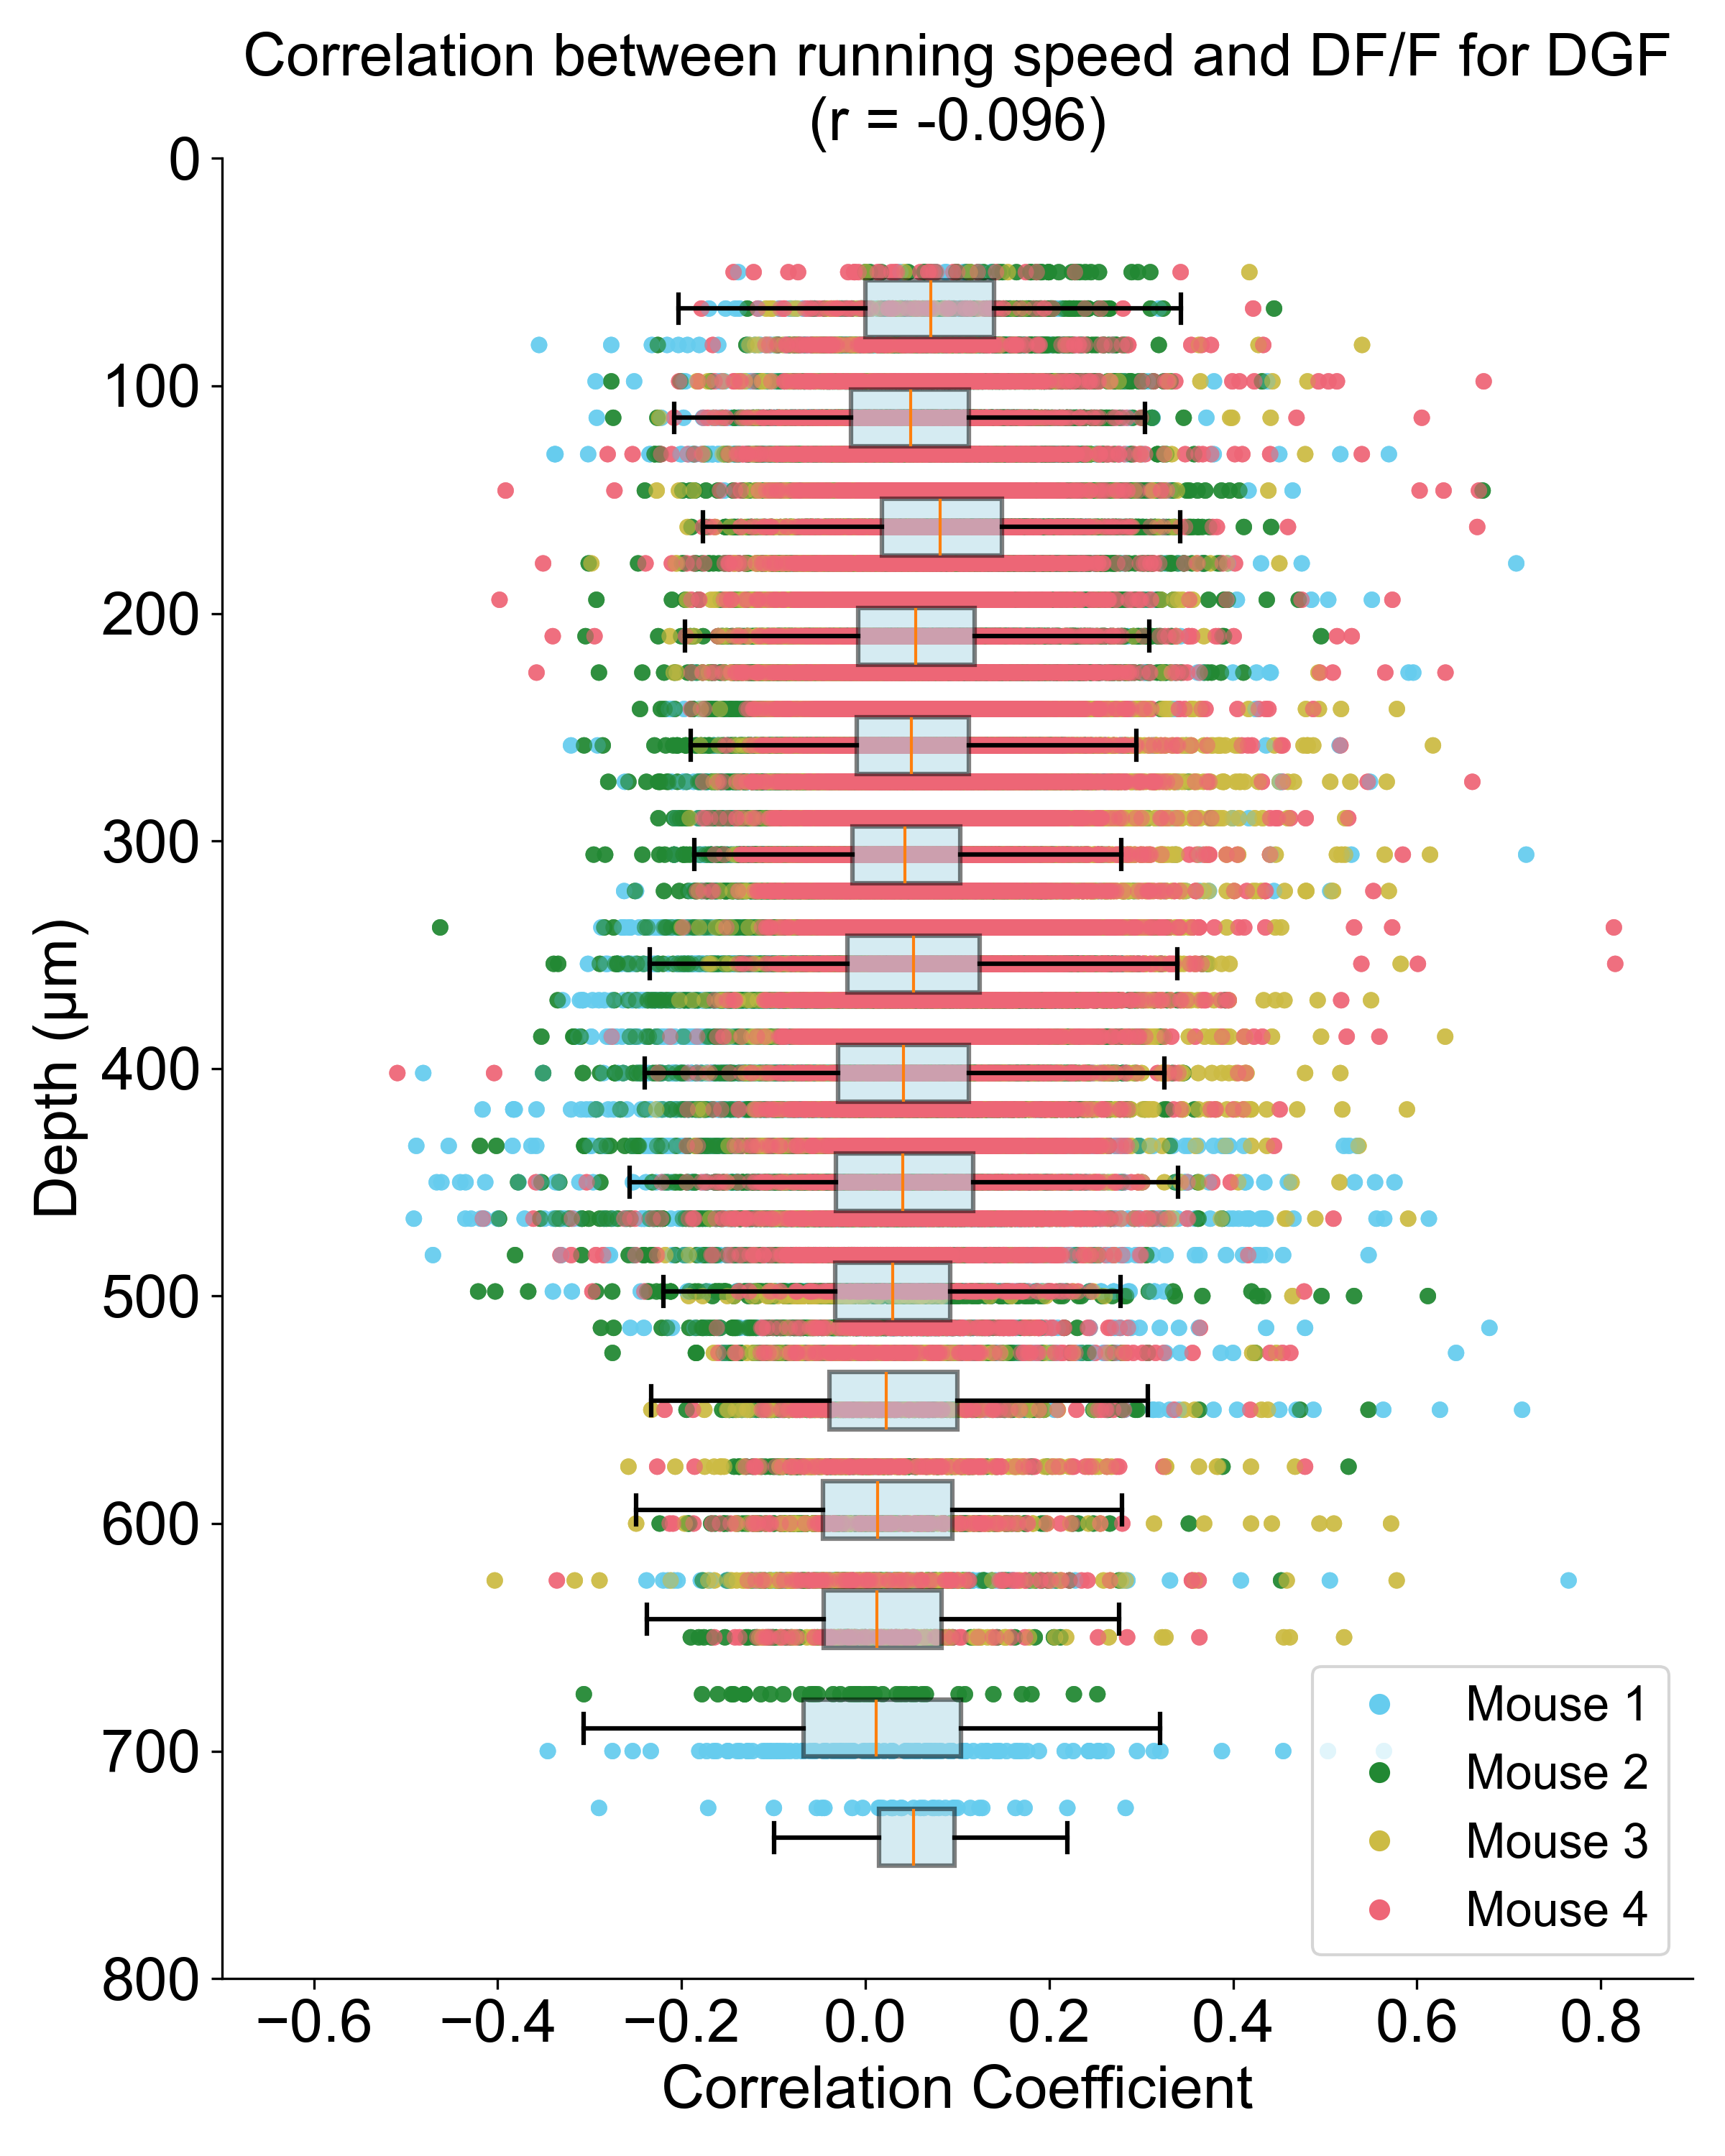 Correlation between running speed and DF/F for DGF
(r = -0.096)
0
100
200
300
400
500
600
700
800
Depth (µm)
−0.6
−0.4
−0.2
0.0
0.2
0.4
0.6
0.8
Correlation Coefficient
Mouse 1
Mouse 2
Mouse 3
Mouse 4